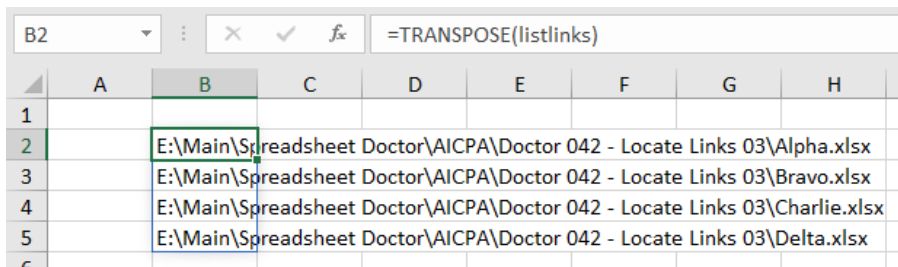 B2 fx =TRANSPOSE(listlinks)
A B C D E F G H
1
2 E:\Main\Spreadsheet Doctor\AICPA\Doctor 042 - Locate Links 03\Alpha.xlsx
3 E:\Main\Spreadsheet Doctor\AICPA\Doctor 042 - Locate Links 03\Bravo.xlsx
4 E:\Main\Spreadsheet Doctor\AICPA\Doctor 042 - Locate Links 03\Charlie.xlsx
5 E:\Main\Spreadsheet Doctor\AICPA\Doctor 042 - Locate Links 03\Delta.xlsx